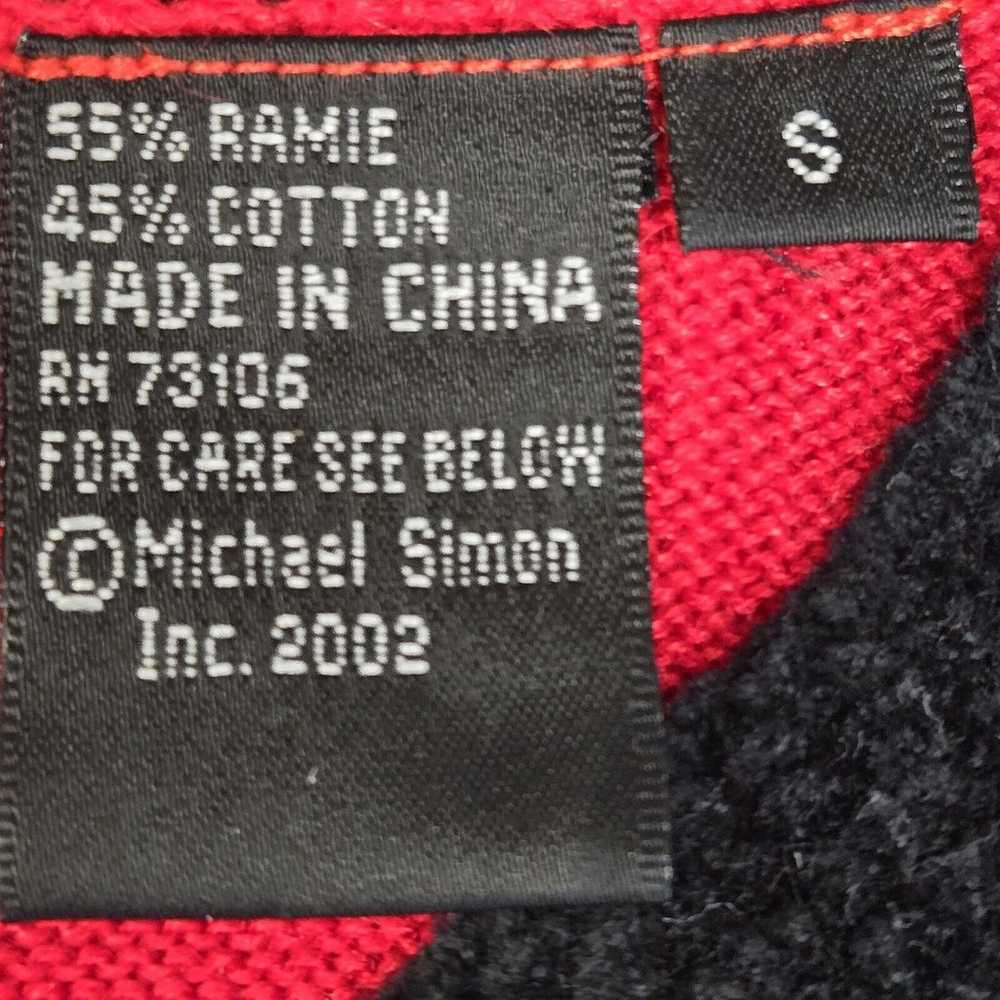 55% RAMIE
45% COTTON
MADE IN CHINA
RN 73106
FOR CARE SEE BELOW
©Michael Simon
Inc. 2002
S